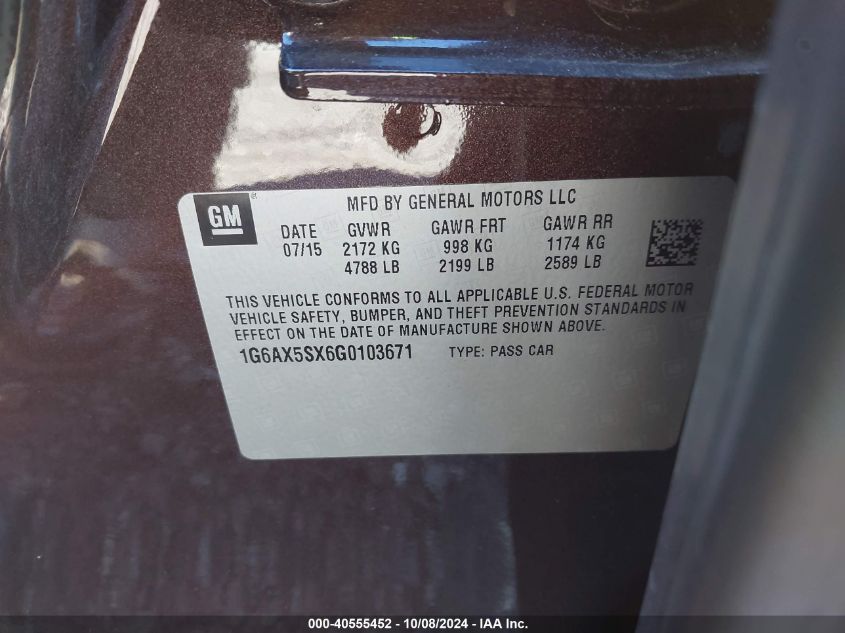 GM
®
MFD BY GENERAL MOTORS LLC
DATE GVWR GAWR FRT GAWR RR
07/15 2172 KG 998 KG 1174 KG
4788 LB 2199 LB 2589 LB
THIS VEHICLE CONFORMS TO ALL APPLICABLE U.S. FEDERAL MOTOR
VEHICLE SAFETY, BUMPER, AND THEFT PREVENTION STANDARDS IN
EFFECT ON THE DATE OF MANUFACTURE SHOWN ABOVE.
1G6AX5SX6G0103671 TYPE: PASS CAR
000-40555452 - 10/08/2024 - IAA Inc.